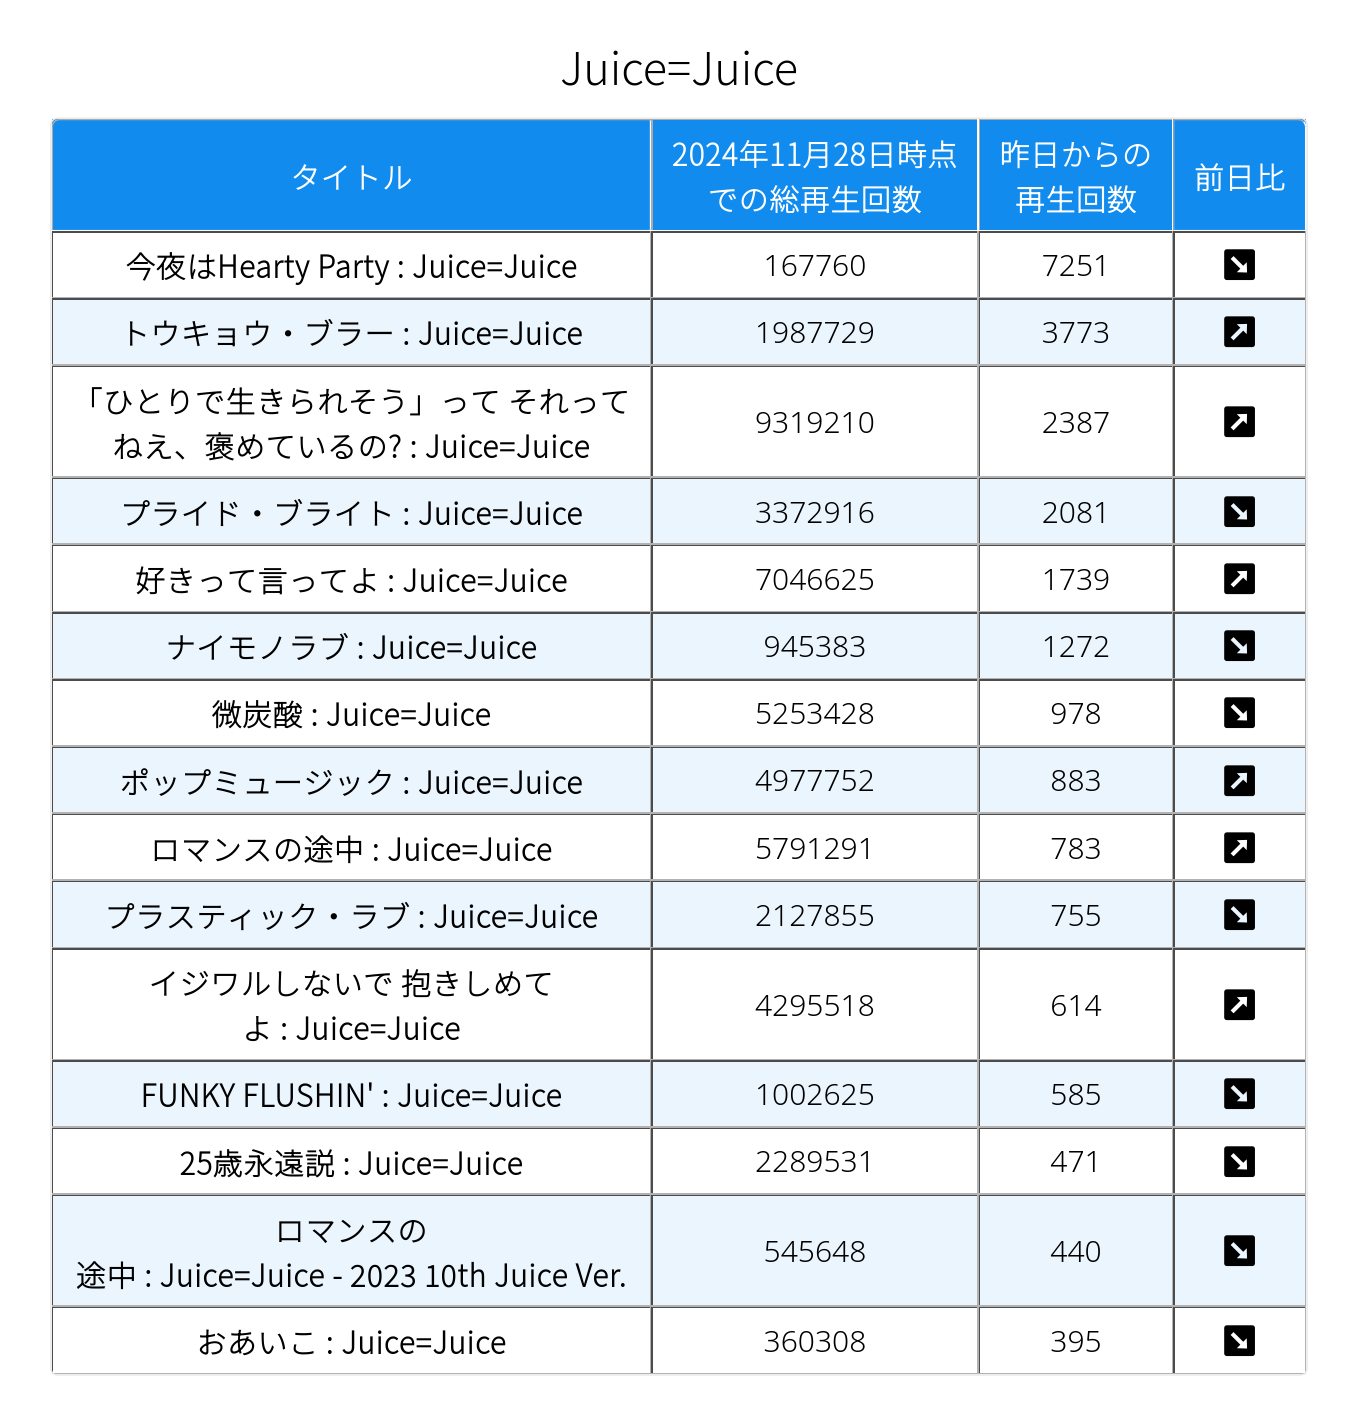 Juice=Juice
タイトル
2024年11月28日時点
での総再生回数
昨日からの
再生回数
前日比
今夜はHearty Party : Juice=Juice 167760 7251
トウキョウ・ブラー : Juice=Juice 1987729 3773
「ひとりで生きられそう」って それって
ねえ、褒めているの? : Juice=Juice
9319210 2387
プライド・ブライト : Juice=Juice 3372916 2081
好きって言ってよ : Juice=Juice 7046625 1739
ナイモノラブ : Juice=Juice 945383 1272
微炭酸 : Juice=Juice 5253428 978
ポップミュージック : Juice=Juice 4977752 883
ロマンスの途中 : Juice=Juice 5791291 783
プラスティック・ラブ : Juice=Juice 2127855 755
イジワルしないで 抱きしめて
よ : Juice=Juice
4295518 614
FUNKY FLUSHIN' : Juice=Juice 1002625 585
25歳永遠説 : Juice=Juice 2289531 471
ロマンスの
途中 : Juice=Juice - 2023 10th Juice Ver.
545648 440
おあいこ : Juice=Juice 360308 395